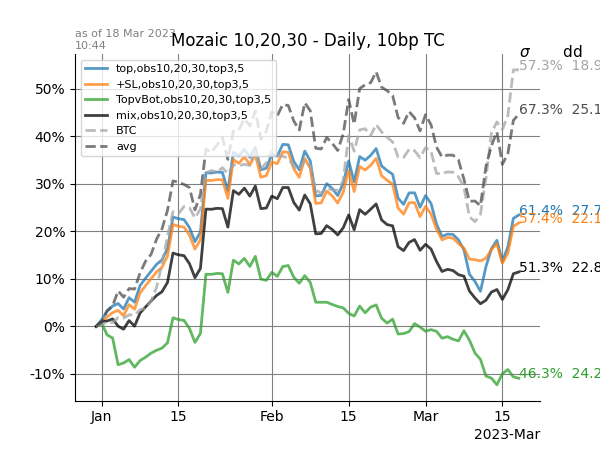 as of 18 Mar 2023
10:44
Mozaic 10,20,30 - Daily, 10bp TC
σ dd
top,obs10,20,30,top3,5
+SL,obs10,20,30,top3,5
TopvBot,obs10,20,30,top3,5
mix,obs10,20,30,top3,5
BTC
avg
57.3% 18.9
67.3% 25.1
61.4% 27.7
57.4% 22.1
51.3% 22.8
46.3% 24.2
50%
40%
30%
20%
10%
0%
-10%
Jan 15 Feb 15 Mar 15
2023-Mar